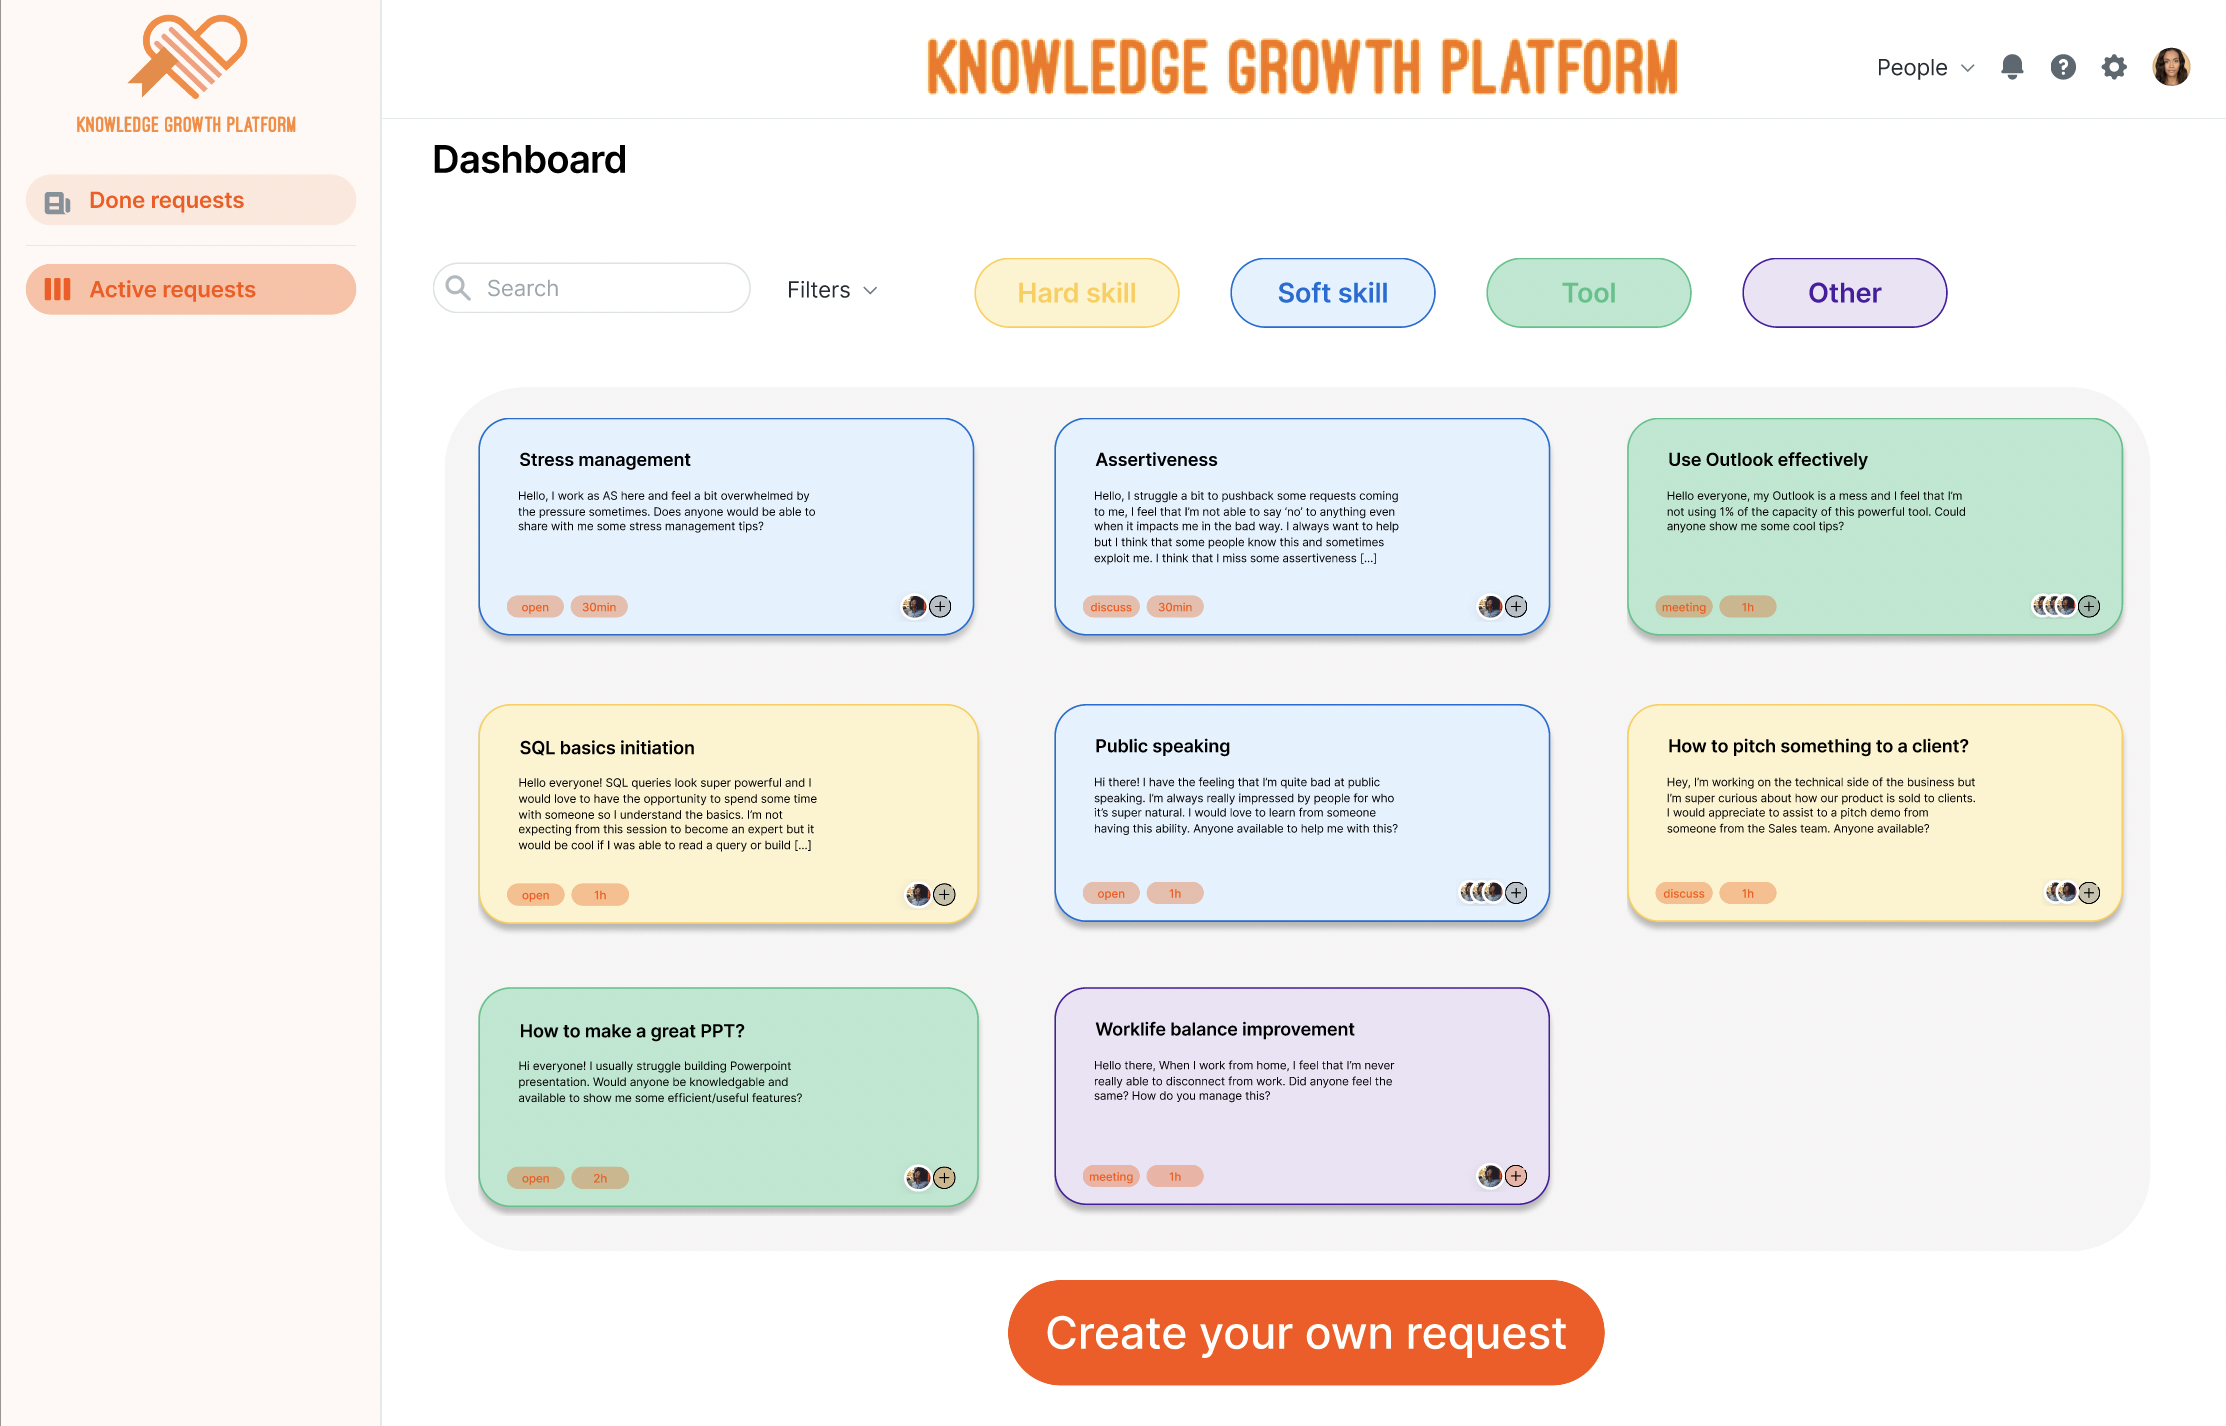 KNOWLEDGE GROWTH PLATFORM
KNOWLEDGE GROWTH PLATFORM
People
Done requests
Active requests
Dashboard
Search
Filters
Hard skill
Soft skill
Tool
Other
Stress management
Hello, I work as AS here and feel a bit overwhelmed by
the pressure sometimes. Does anyone would be able to
share with me some stress management tips?
open
30min
Assertiveness
Hello, I struggle a bit to pushback some requests coming
to me, I feel that I'm not able to say ‘no’ to anything even
when it impacts me in the bad way. I always want to help
but I think that some people know this and sometimes
exploit me. I think that I miss some assertiveness [...]
discuss
30min
Use Outlook effectively
Hello everyone, my Outlook is a mess and I feel that I'm
not using 1% of the capacity of this powerful tool. Could
anyone show me some cool tips?
meeting
1h
SQL basics initiation
Hello everyone! SQL queries look super powerful and I
would love to have the opportunity to spend some time
with someone so I understand the basics. I'm not
expecting from this session to become an expert but it
would be cool if I was able to read a query or build [...]
open
1h
Public speaking
Hi there! I have the feeling that I'm quite bad at public
speaking. I'm always really impressed by people for who
it's super natural. I would love to learn from someone
having this ability. Anyone available to help me with this?
open
1h
How to pitch something to a client?
Hey, I'm working on the technical side of the business but
I'm super curious about how our product is sold to clients.
I would appreciate to assist to a pitch demo from
someone from the Sales team. Anyone available?
discuss
1h
How to make a great PPT?
Hi everyone! I usually struggle building Powerpoint
presentation. Would anyone be knowledgable and
available to show me some efficient/useful features?
open
2h
Worklife balance improvement
Hello there, When I work from home, I feel that I'm never
really able to disconnect from work. Did anyone feel the
same? How do you manage this?
meeting
1h
Create your own request